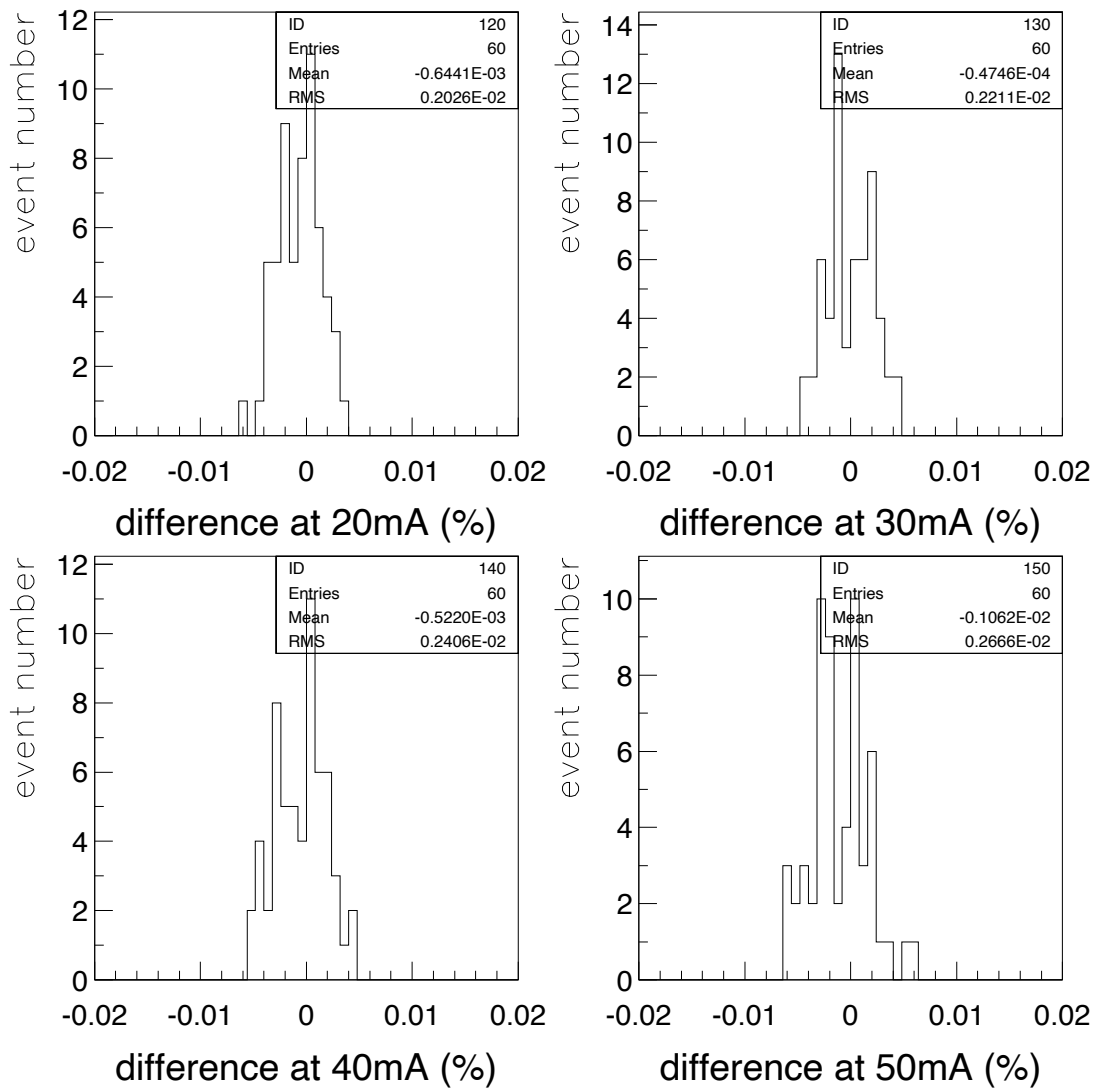 event number
12
10
8
6
4
2
0
ID 120
Entries 60
Mean -0.6441E-03
RMS 0.2026E-02
-0.02 -0.01 0 0.01 0.02
difference at 20mA (%)
event number
14
12
10
8
6
4
2
0
ID 130
Entries 60
Mean -0.4746E-04
RMS 0.2211E-02
-0.02 -0.01 0 0.01 0.02
difference at 30mA (%)
event number
12
10
8
6
4
2
0
ID 140
Entries 60
Mean -0.5220E-03
RMS 0.2406E-02
-0.02 -0.01 0 0.01 0.02
difference at 40mA (%)
event number
10
8
6
4
2
0
ID 150
Entries 60
Mean -0.1062E-02
RMS 0.2666E-02
-0.02 -0.01 0 0.01 0.02
difference at 50mA (%)